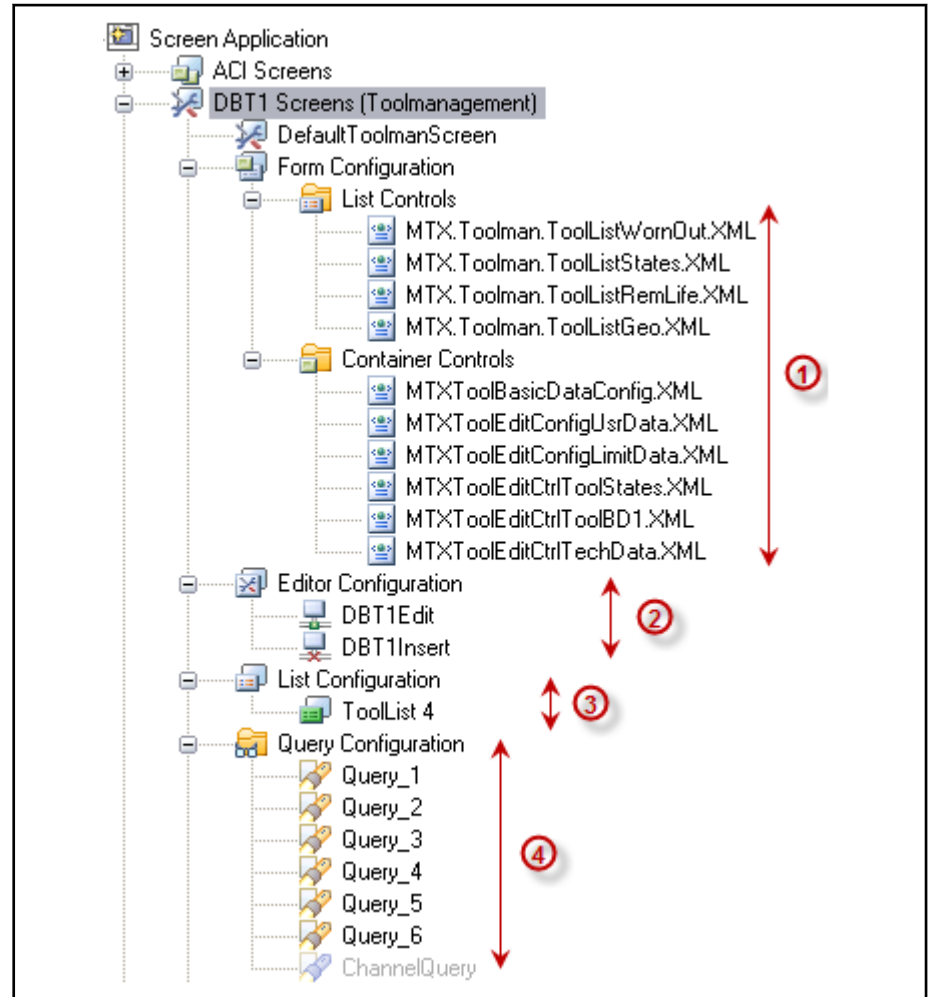 Screen Application
ACI Screens
DBT1 Screens (Toolmanagement)
DefaultToolmanScreen
Form Configuration
List Controls
MTX.Toolman.ToolListWornOut.XML
MTX.Toolman.ToolListStates.XML
MTX.Toolman.ToolListRemLife.XML
MTX.Toolman.ToolListGeo.XML
Container Controls
1
MTXToolBasicDataConfig.XML
MTXToolEditConfigUsrData.XML
MTXToolEditConfigLimitData.XML
MTXToolEditCtrlToolStates.XML
MTXToolEditCtrlToolBD1.XML
MTXToolEditCtrlTechData.XML
Editor Configuration
DBT1Edit
2
DBT1Insert
List Configuration
3
ToolList 4
Query Configuration
Query_1
Query_2
Query_3
4
Query_4
Query_5
Query_6
ChannelQuery